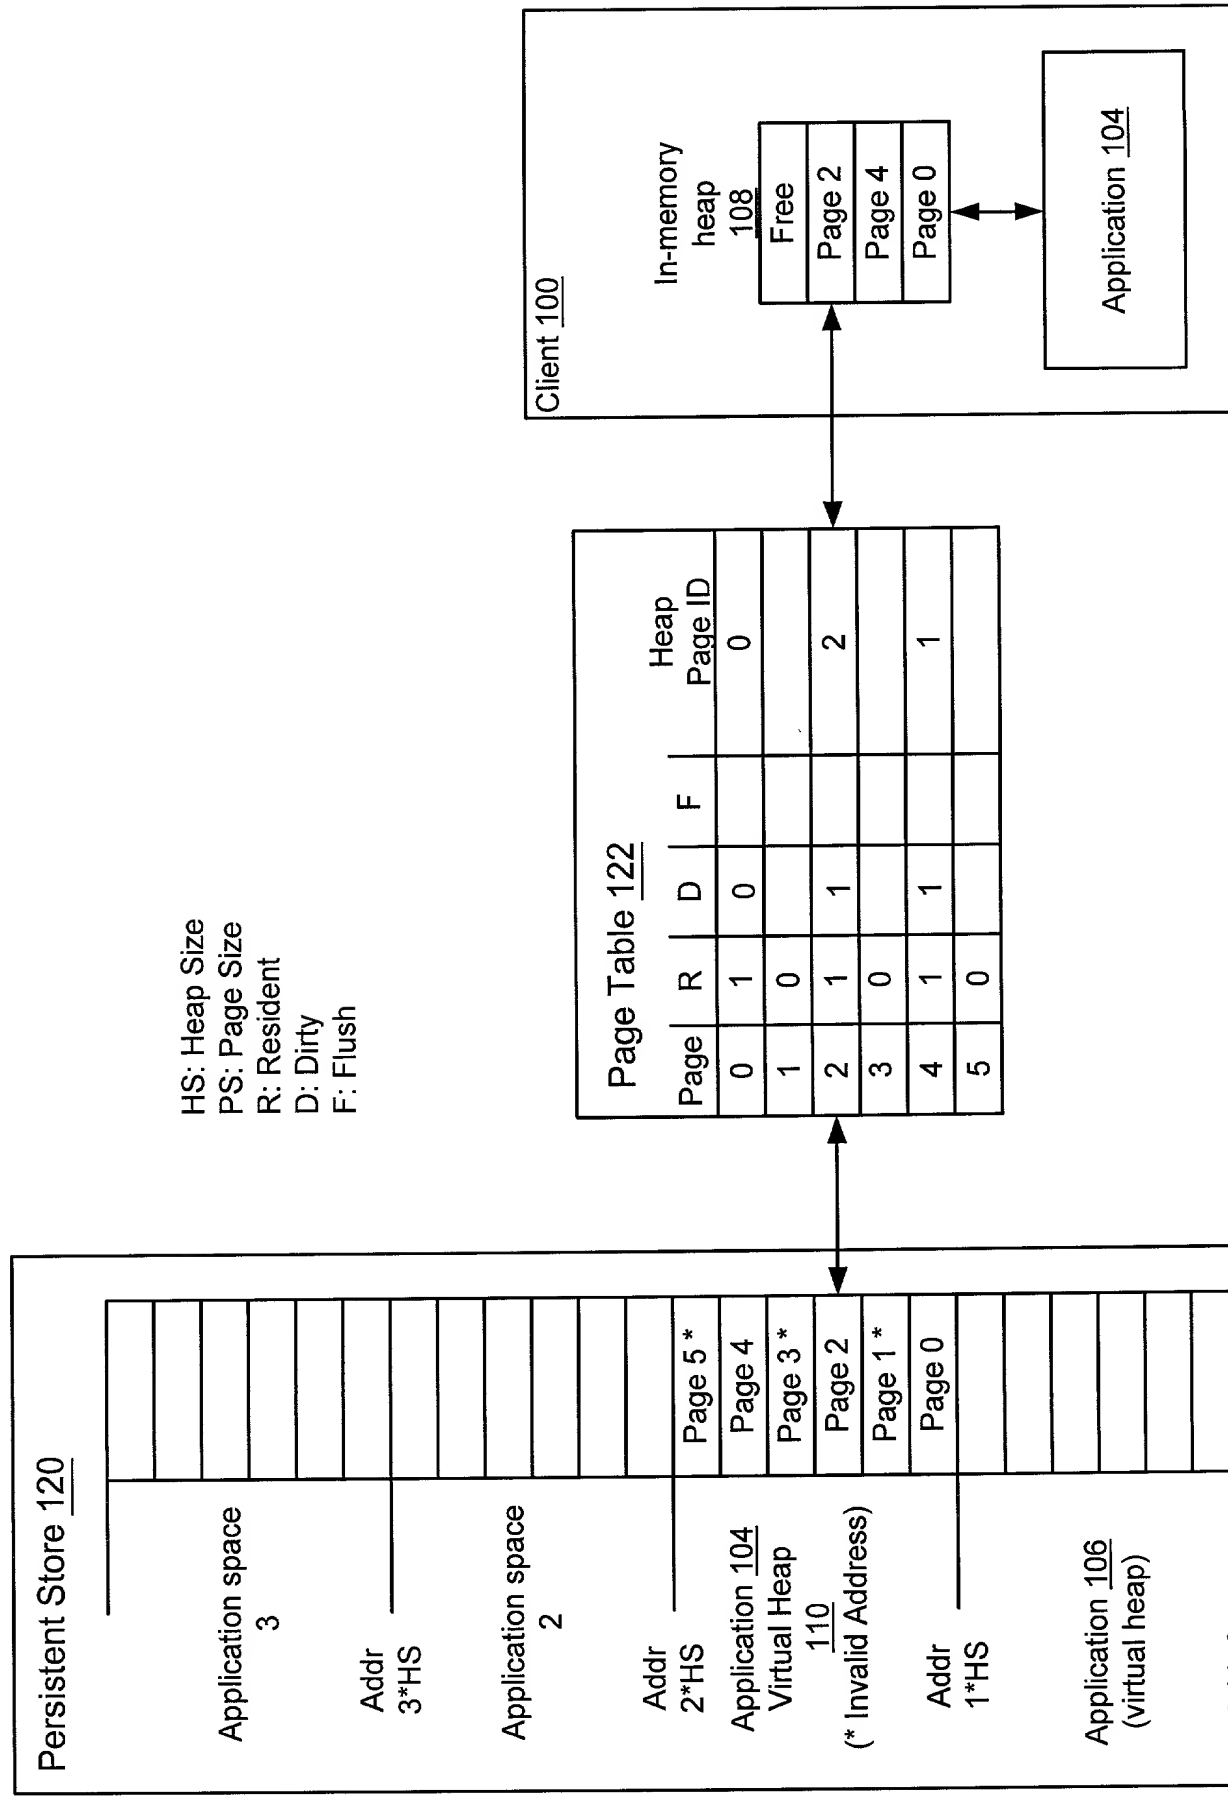 Persistent Store 120
Application space
3
Addr
3*HS
Application space
2
Addr
2*HS
Application 104
Virtual Heap
110
(* Invalid Address)
Addr
1*HS
Application 106
(virtual heap)
Page 5 *
Page 4
Page 3 *
Page 2
Page 1 *
Page 0
HS: Heap Size
PS: Page Size
R: Resident
D: Dirty
F: Flush
Page Table 122
Page R D F Heap Page ID
0 1 0 0
1 0
2 1 1 2
3 0
4 1 1 1
5 0
Client 100
In-memory
heap
108
Free
Page 2
Page 4
Page 0
Application 104